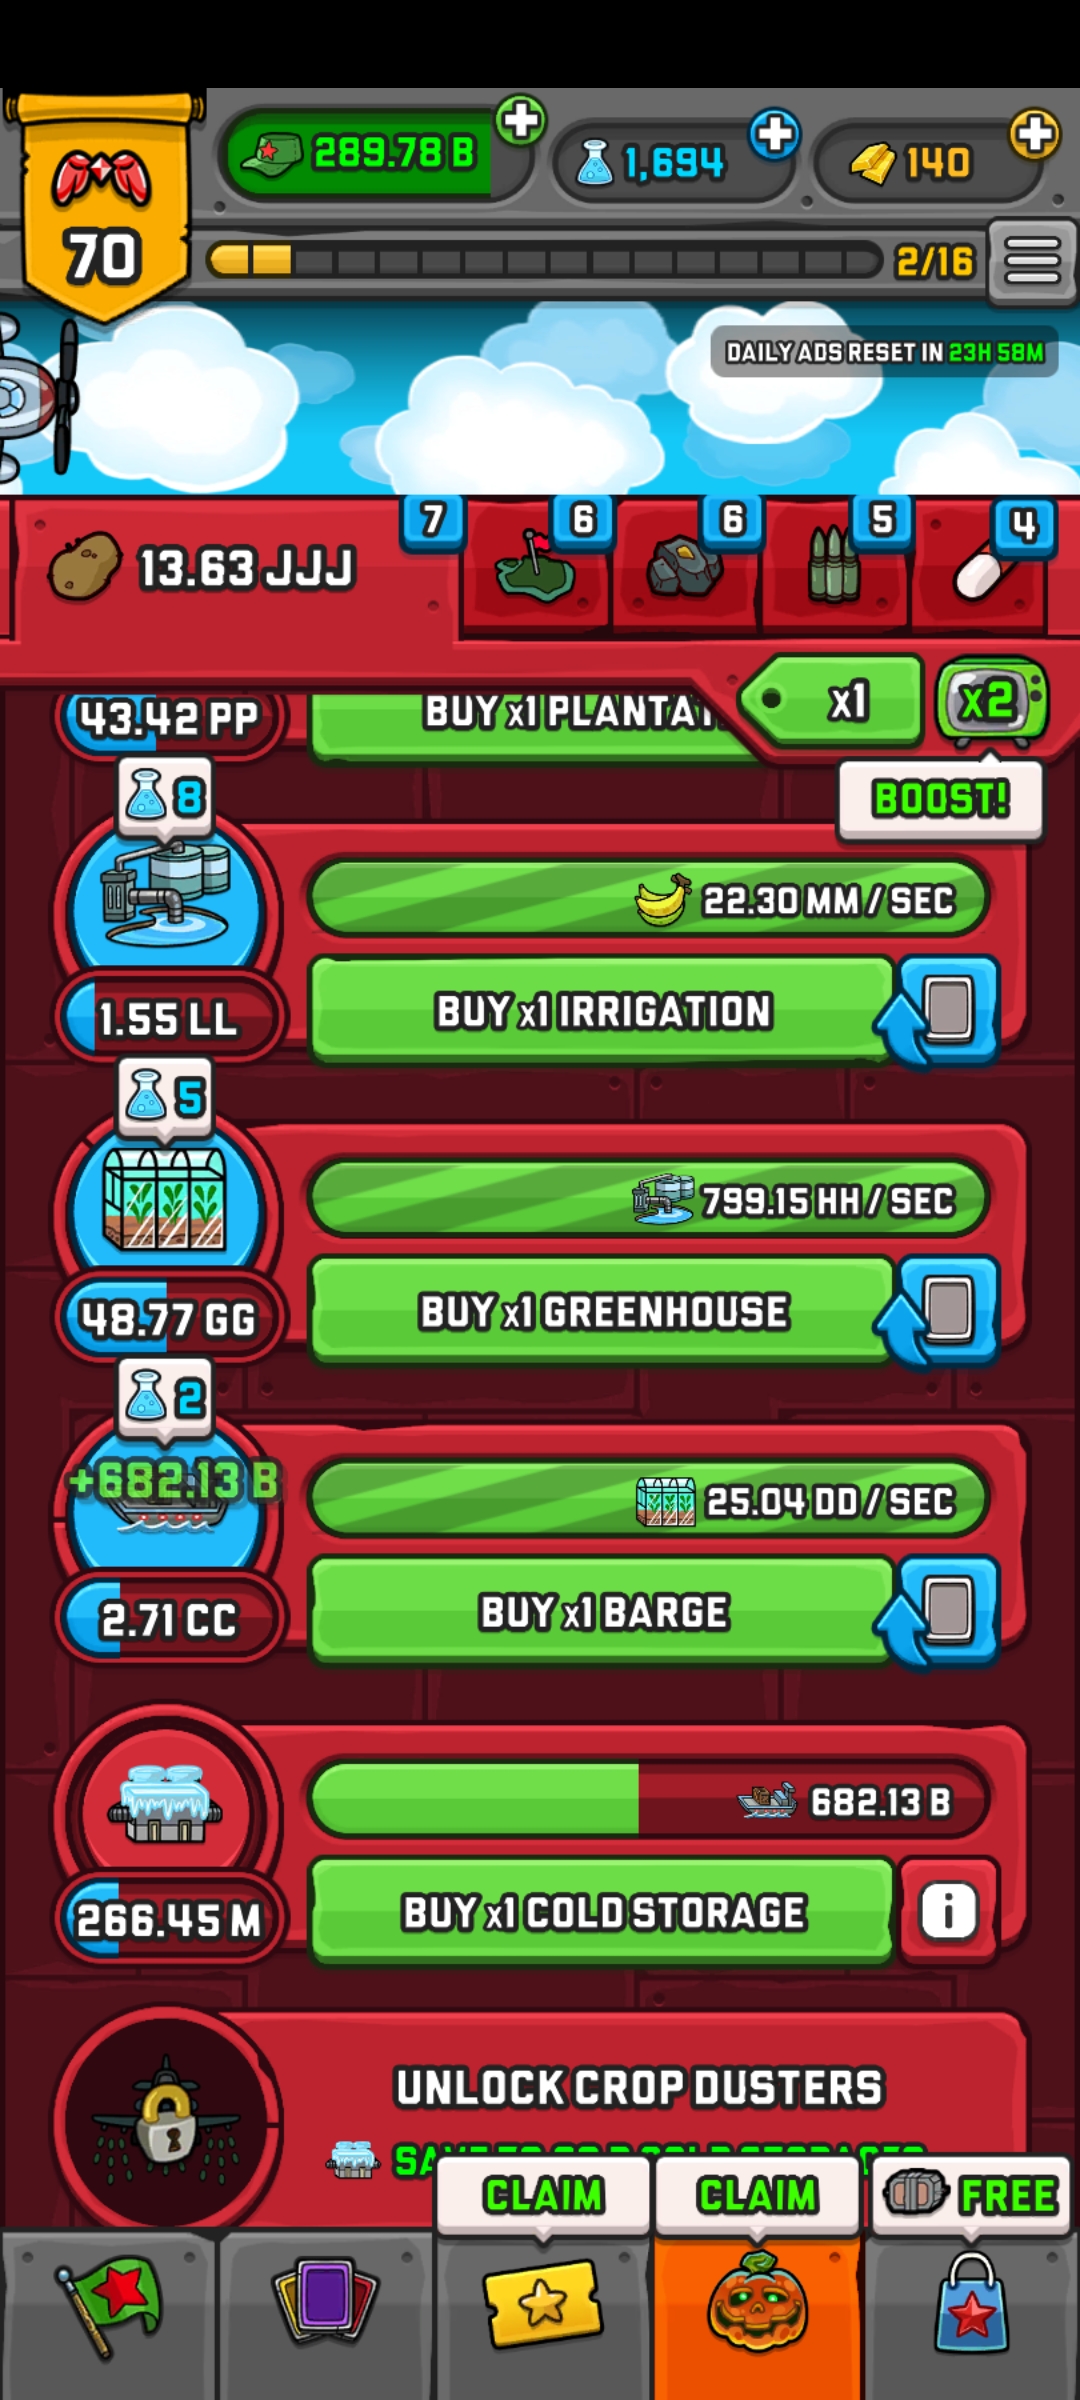 289.78 B
1,694
140
70
2/16
DAILY ADS RESET IN 23H 58M
13.63 JJJ
7
6
6
5
4
x1
x2
43.42 PP
BUY x1
BOOST!
8
22.30 MM / SEC
1.55 LL
BUY x1 IRRIGATION
5
799.15 HH / SEC
48.77 GG
BUY x1 GREENHOUSE
2
+682.13 B
25.04 DD / SEC
2.71 CC
BUY x1 BARGE
682.13 B
266.45 M
BUY x1 COLD STORAGE
i
UNLOCK CROP DUSTERS
CLAIM
CLAIM
FREE